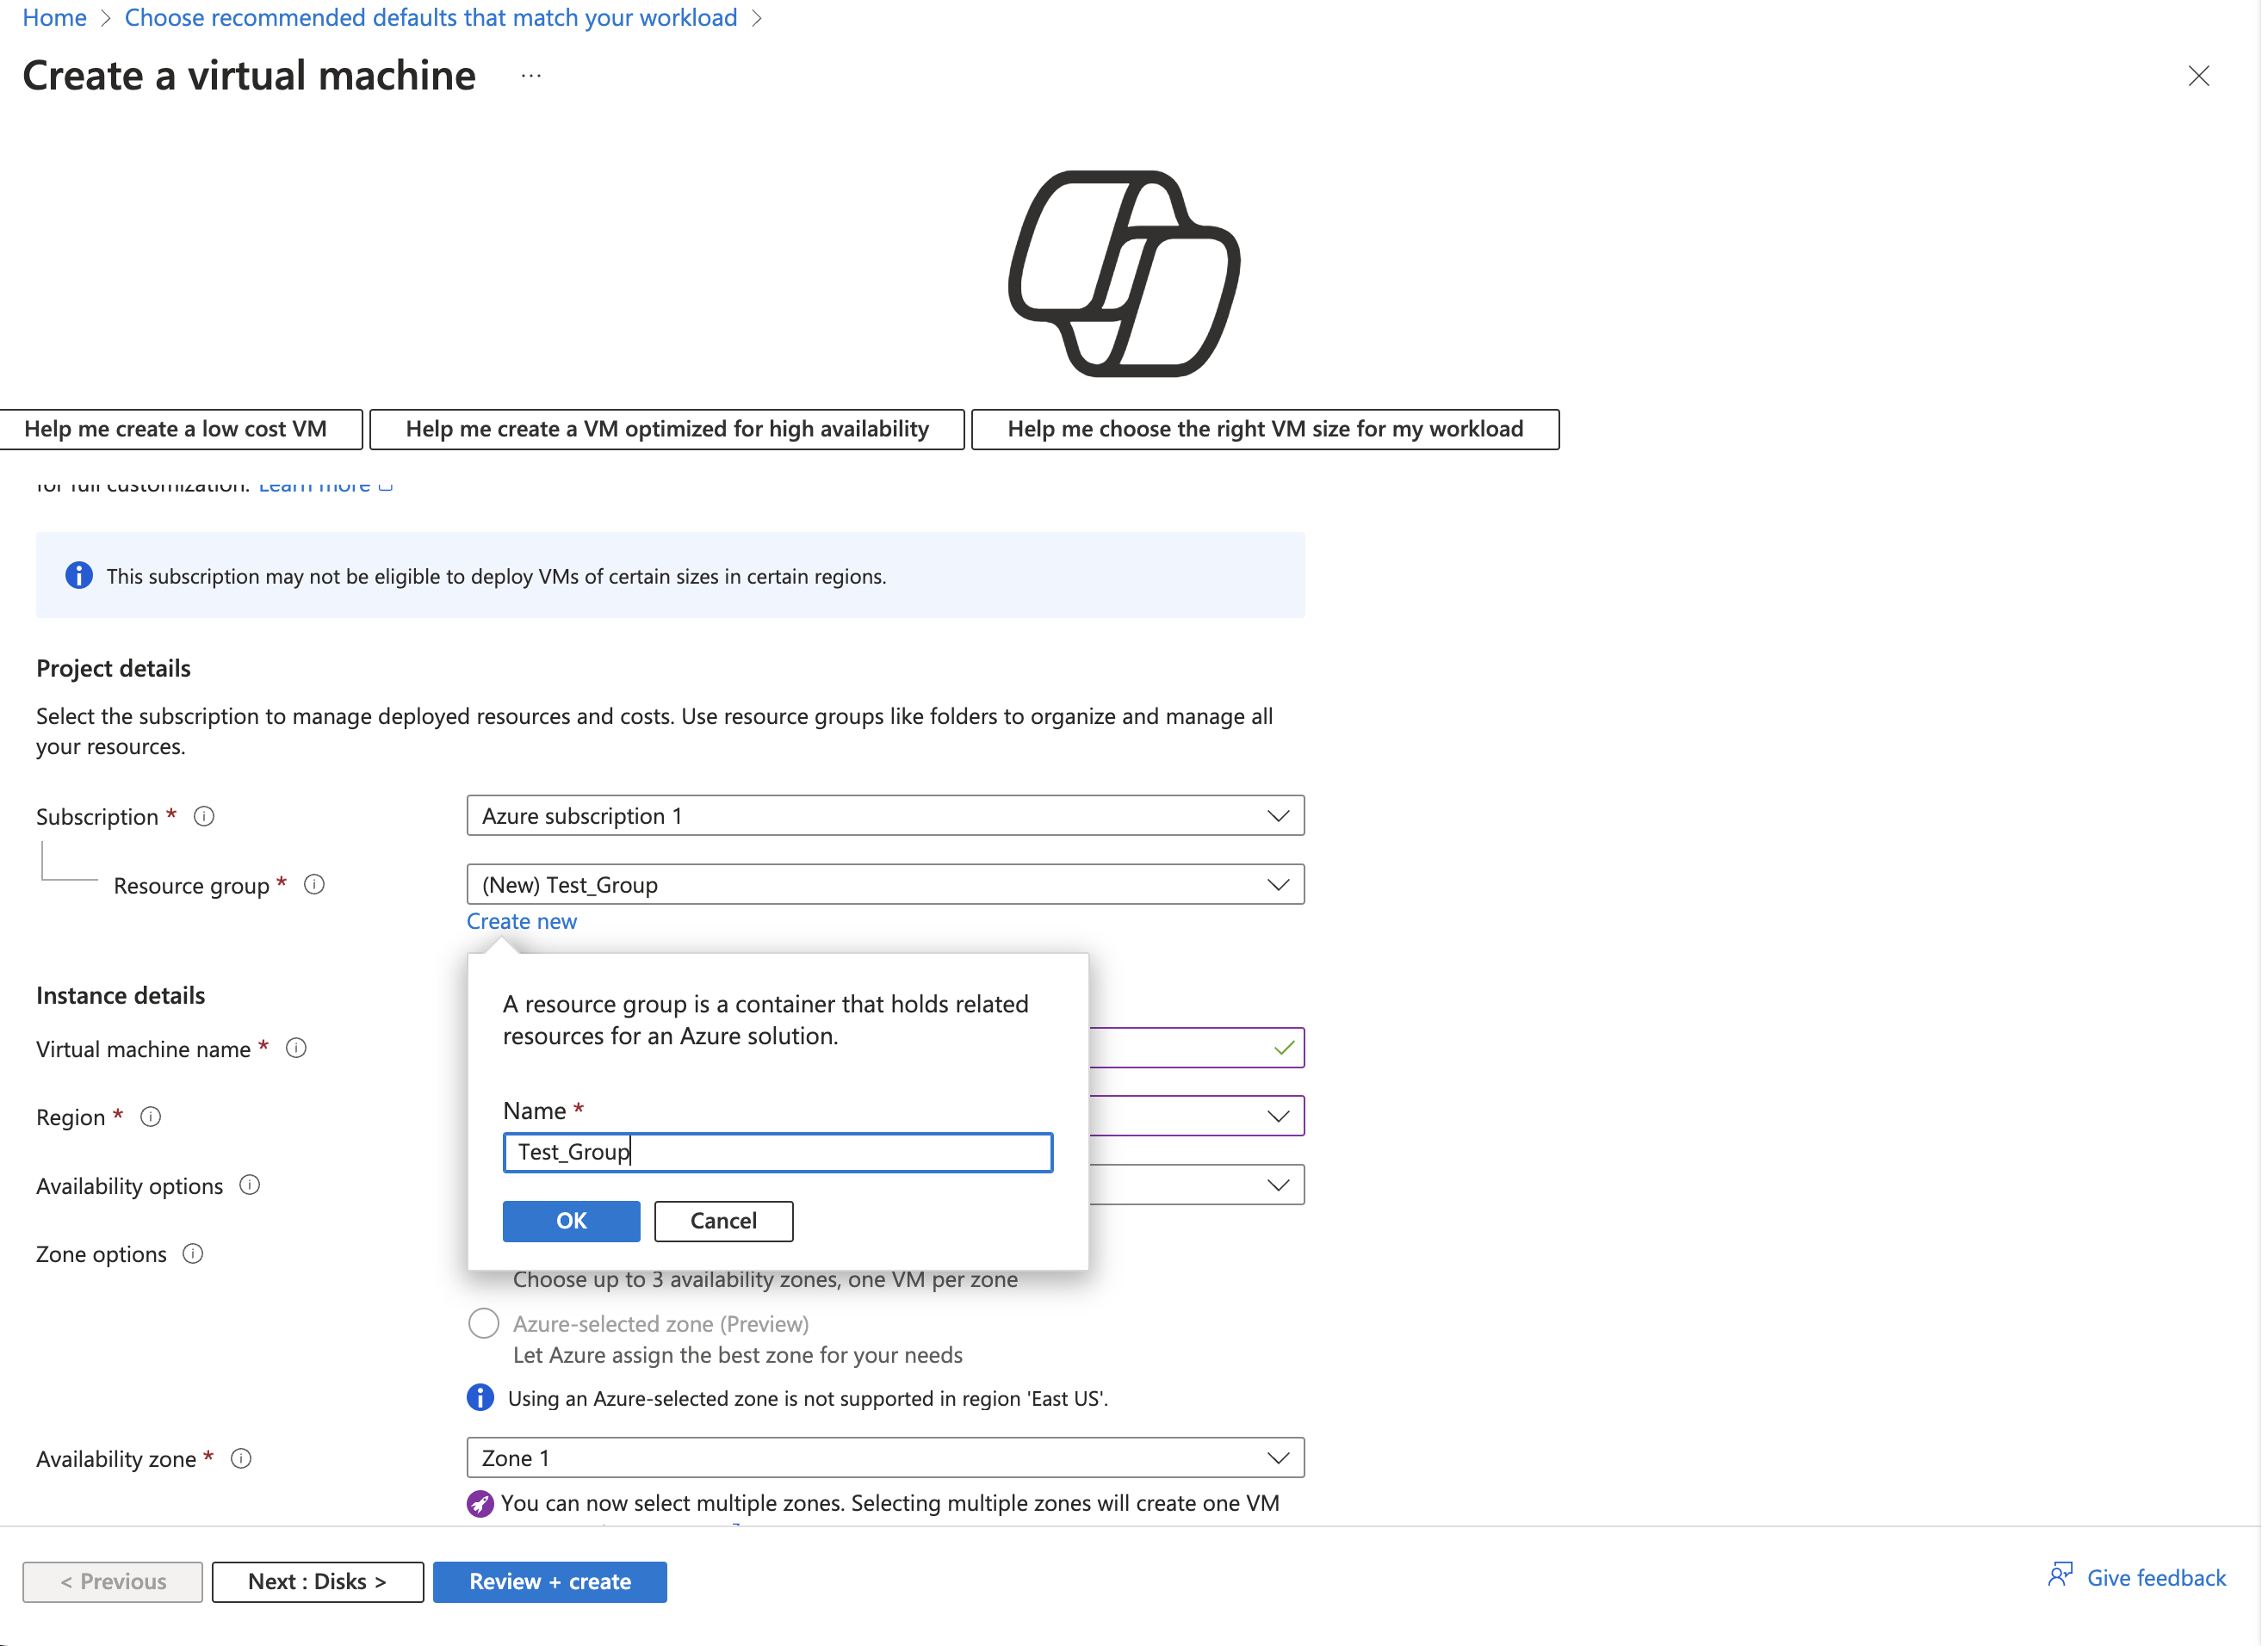 Home > Choose recommended defaults that match your workload >
Create a virtual machine ...
Help me create a low cost VM
Help me create a VM optimized for high availability
Help me choose the right VM size for my workload
for full customization. Learn more
This subscription may not be eligible to deploy VMs of certain sizes in certain regions.
Project details
Select the subscription to manage deployed resources and costs. Use resource groups like folders to organize and manage all
your resources.
Subscription *
Azure subscription 1
Resource group *
(New) Test_Group
Create new
A resource group is a container that holds related
resources for an Azure solution.
Name *
Test_Group
OK
Cancel
Instance details
Virtual machine name *
Region *
Availability options
Zone options
Choose up to 3 availability zones, one VM per zone
Azure-selected zone (Preview)
Let Azure assign the best zone for your needs
Using an Azure-selected zone is not supported in region 'East US'.
Availability zone *
Zone 1
You can now select multiple zones. Selecting multiple zones will create one VM
< Previous
Next : Disks >
Review + create
Give feedback